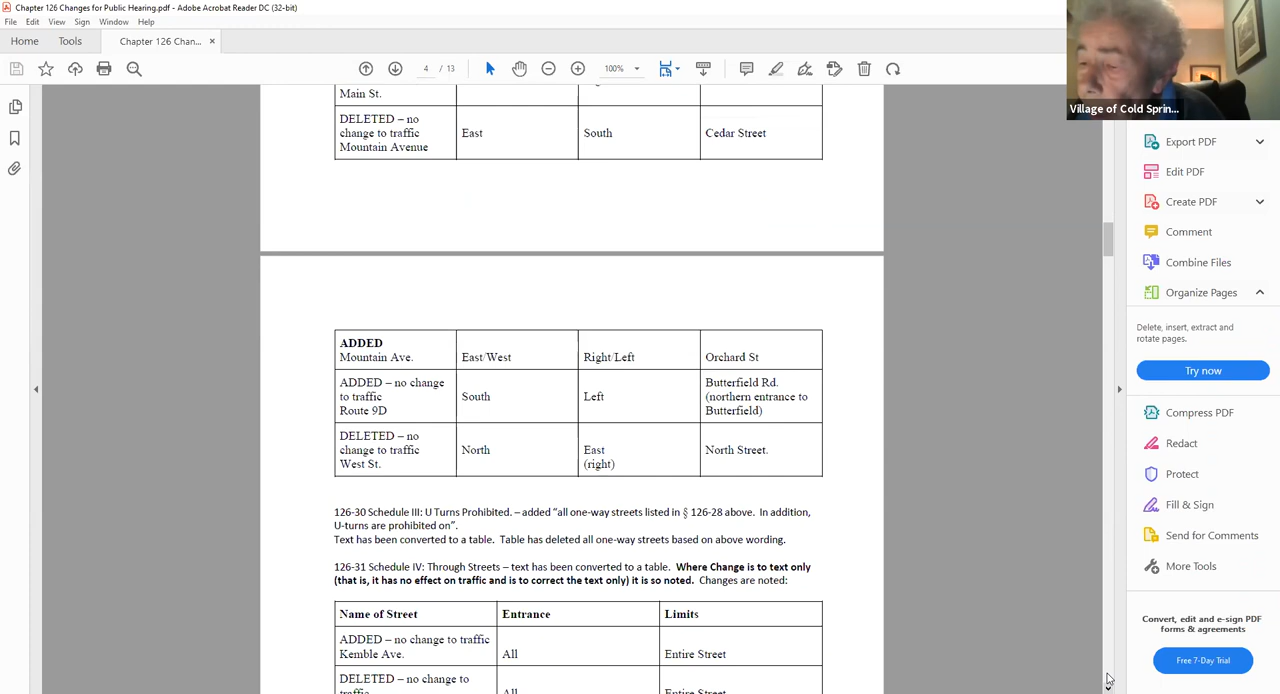 Chapter 126 Changes for Public Hearing.pdf - Adobe Acrobat Reader DC (32-bit)
File Edit View Sign Window Help
Home Tools Chapter 126 Chan... ×
4 / 13 100%
Village of Cold Sprin...
Main St.
DELETED – no
change to traffic
Mountain Avenue
East
South
Cedar Street
ADDED
Mountain Ave.
East/West
Right/Left
Orchard St
ADDED – no change
to traffic
Route 9D
South
Left
Butterfield Rd.
(northern entrance to
Butterfield)
DELETED – no
change to traffic
West St.
North
East
(right)
North Street.
126-30 Schedule III: U Turns Prohibited. – added “all one-way streets listed in § 126-28 above. In addition,
U-turns are prohibited on”.
Text has been converted to a table. Table has deleted all one-way streets based on above wording.
126-31 Schedule IV: Through Streets – text has been converted to a table. Where Change is to text only
(that is, it has no effect on traffic and is to correct the text only) it is so noted. Changes are noted:
Name of Street Entrance Limits
ADDED – no change to traffic
Kemble Ave.
All
Entire Street
DELETED – no change to
traffic
All
Entire Street
Export PDF
Edit PDF
Create PDF
Comment
Combine Files
Organize Pages
Delete, insert, extract and
rotate pages.
Try now
Compress PDF
Redact
Protect
Fill & Sign
Send for Comments
More Tools
Convert, edit and e-sign PDF
forms & agreements
Free 7-Day Trial